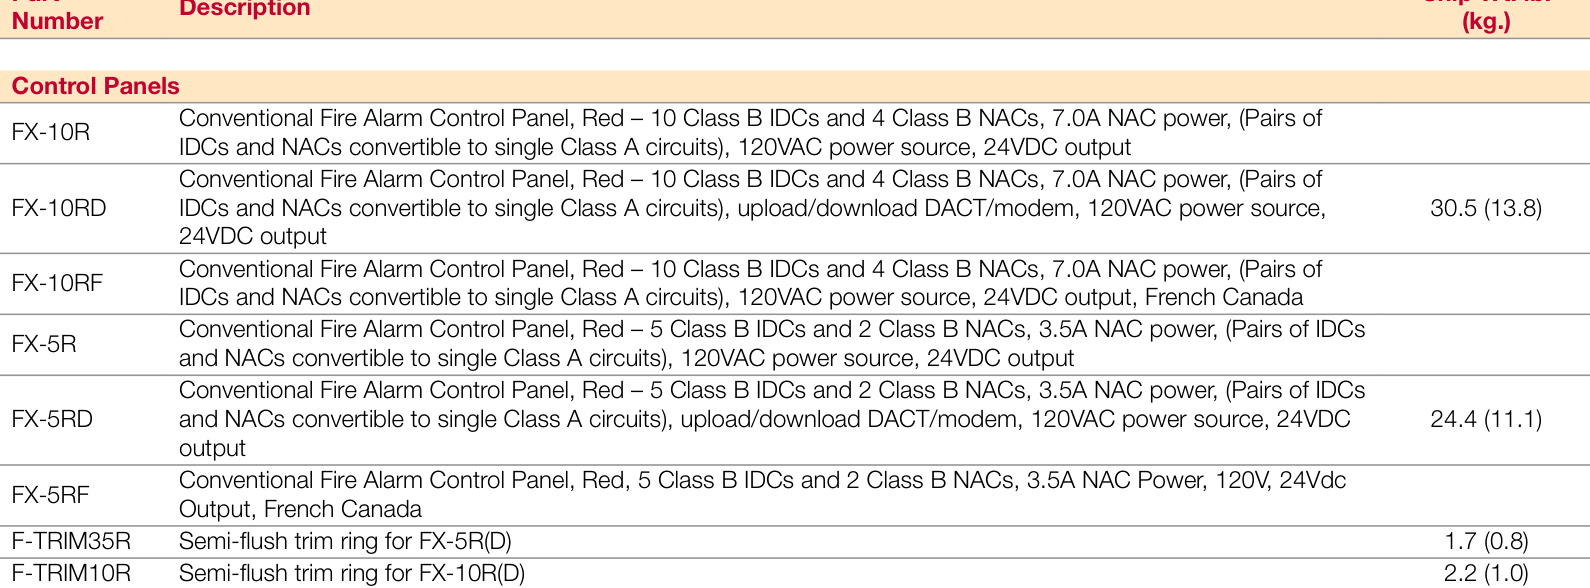 Number Description (kg.)
Control Panels
FX-10R Conventional Fire Alarm Control Panel, Red – 10 Class B IDCs and 4 Class B NACs, 7.0A NAC power, (Pairs of
IDCs and NACs convertible to single Class A circuits), 120VAC power source, 24VDC output
Conventional Fire Alarm Control Panel, Red – 10 Class B IDCs and 4 Class B NACs, 7.0A NAC power, (Pairs of
FX-10RD IDCs and NACs convertible to single Class A circuits), upload/download DACT/modem, 120VAC power source, 30.5 (13.8)
24VDC output
FX-10RF Conventional Fire Alarm Control Panel, Red – 10 Class B IDCs and 4 Class B NACs, 7.0A NAC power, (Pairs of
IDCs and NACs convertible to single Class A circuits), 120VAC power source, 24VDC output, French Canada
FX-5R Conventional Fire Alarm Control Panel, Red – 5 Class B IDCs and 2 Class B NACs, 3.5A NAC power, (Pairs of IDCs
and NACs convertible to single Class A circuits), 120VAC power source, 24VDC output
Conventional Fire Alarm Control Panel, Red – 5 Class B IDCs and 2 Class B NACs, 3.5A NAC power, (Pairs of IDCs
FX-5RD and NACs convertible to single Class A circuits), upload/download DACT/modem, 120VAC power source, 24VDC 24.4 (11.1)
output
FX-5RF Conventional Fire Alarm Control Panel, Red, 5 Class B IDCs and 2 Class B NACs, 3.5A NAC Power, 120V, 24Vdc
Output, French Canada
F-TRIM35R Semi-flush trim ring for FX-5R(D) 1.7 (0.8)
F-TRIM10R Semi-flush trim ring for FX-10R(D) 2.2 (1.0)